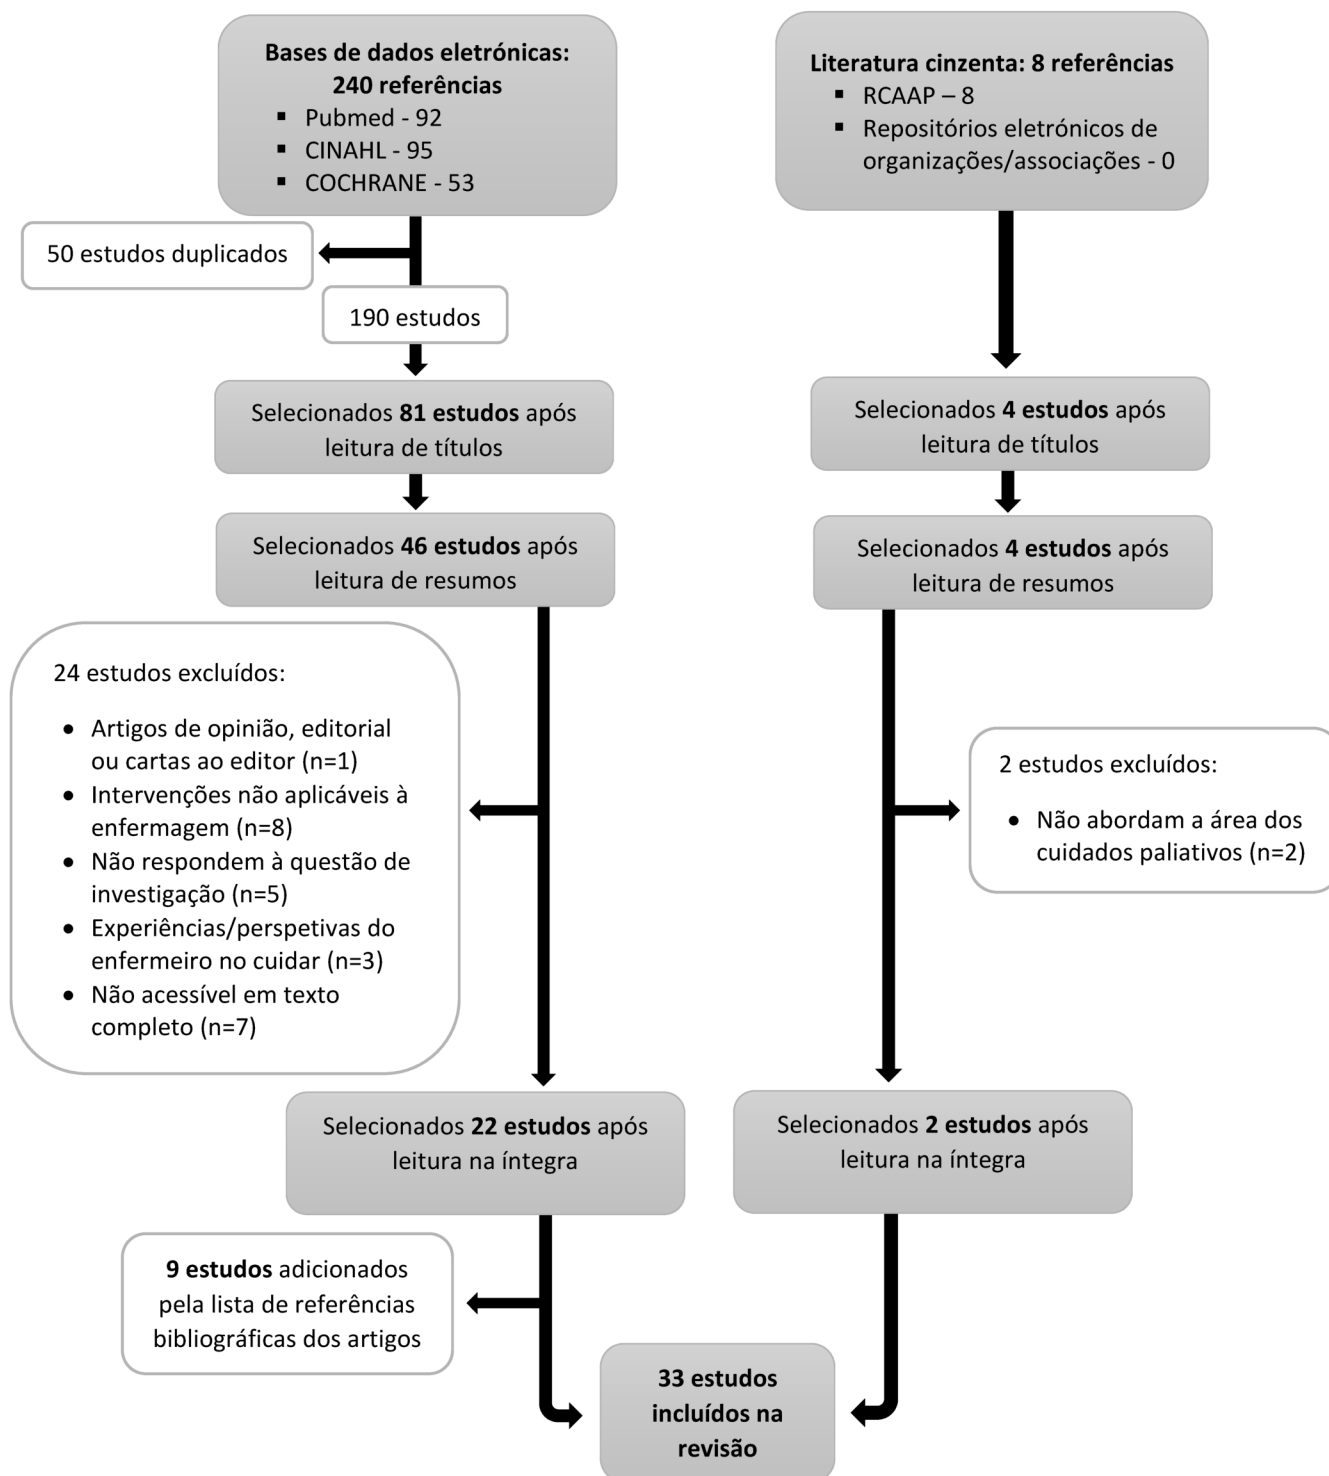 Bases de dados eletrónicas:
240 referências
▪ Pubmed - 92
▪ CINAHL - 95
▪ COCHRANE - 53
Literatura cinzenta: 8 referências
▪ RCAAP – 8
▪ Repositórios eletrónicos de
organizações/associações - 0
50 estudos duplicados
190 estudos
Selecionados 81 estudos após
leitura de títulos
Selecionados 4 estudos após
leitura de títulos
Selecionados 46 estudos após
leitura de resumos
Selecionados 4 estudos após
leitura de resumos
24 estudos excluídos:
• Artigos de opinião, editorial
ou cartas ao editor (n=1)
• Intervenções não aplicáveis à
enfermagem (n=8)
• Não respondem à questão de
investigação (n=5)
• Experiências/perspetivas do
enfermeiro no cuidar (n=3)
• Não acessível em texto
completo (n=7)
2 estudos excluídos:
• Não abordam a área dos
cuidados paliativos (n=2)
Selecionados 22 estudos após
leitura na íntegra
Selecionados 2 estudos após
leitura na íntegra
9 estudos adicionados
pela lista de referências
bibliográficas dos artigos
33 estudos
incluídos na
revisão